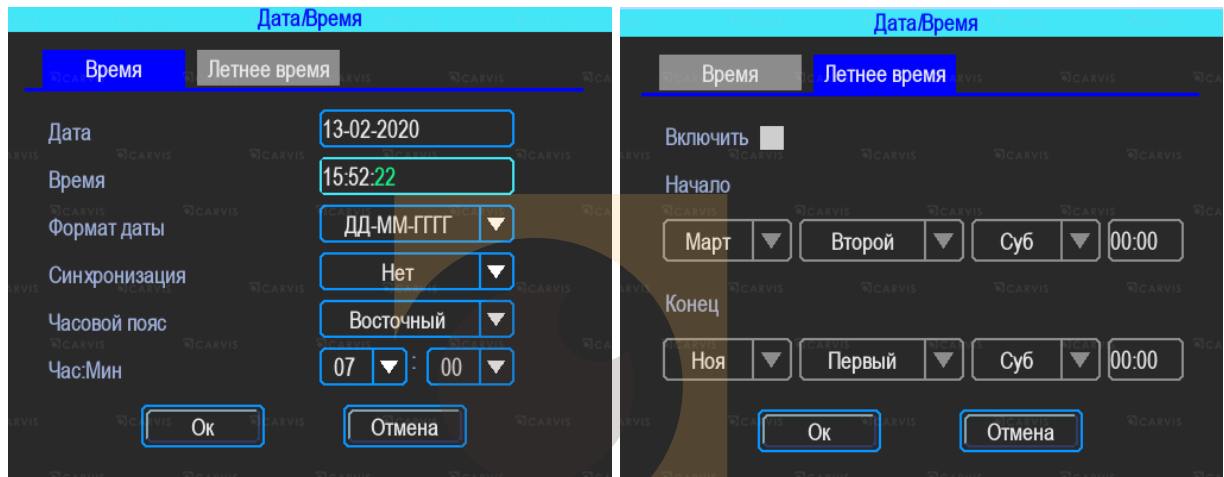 Дата/Время
Время Летнее время
Дата 13-02-2020
Время 15:52:22
Формат даты ДД-ММ-ГГГГ
Синхронизация Нет
Часовой пояс Восточный
Час:Мин 07 : 00
Ок Отмена
Дата/Время
Время Летнее время
Включить
Начало
Март Второй Суб 00:00
Конец
Ноя Первый Суб 00:00
Ок Отмена
CARVIS